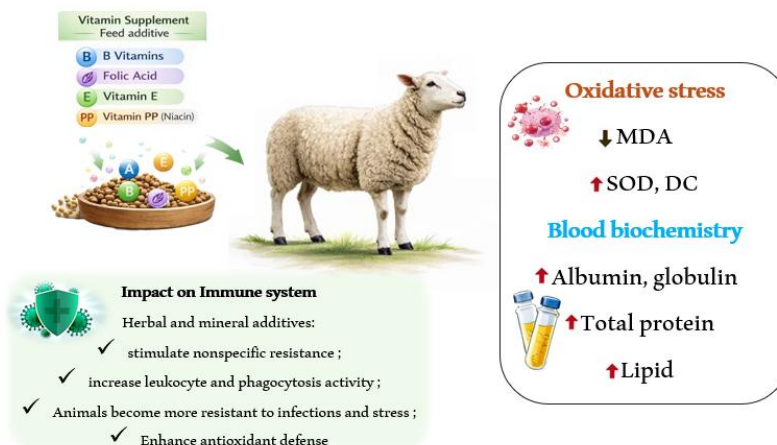 Vitamin Supplement
Feed additive
B B Vitamins
Folic Acid
E Vitamin E
PP Vitamin PP (Niacin)
A
E
B
PP
Impact on Immune system
Herbal and mineral additives:
✓ stimulate nonspecific resistance ;
✓ increase leukocyte and phagocytosis activity ;
✓ Animals become more resistant to infections and stress ;
✓ Enhance antioxidant defense
Oxidative stress
↓ MDA
↑ SOD, DC
Blood biochemistry
↑ Albumin, globulin
↑ Total protein
↑ Lipid